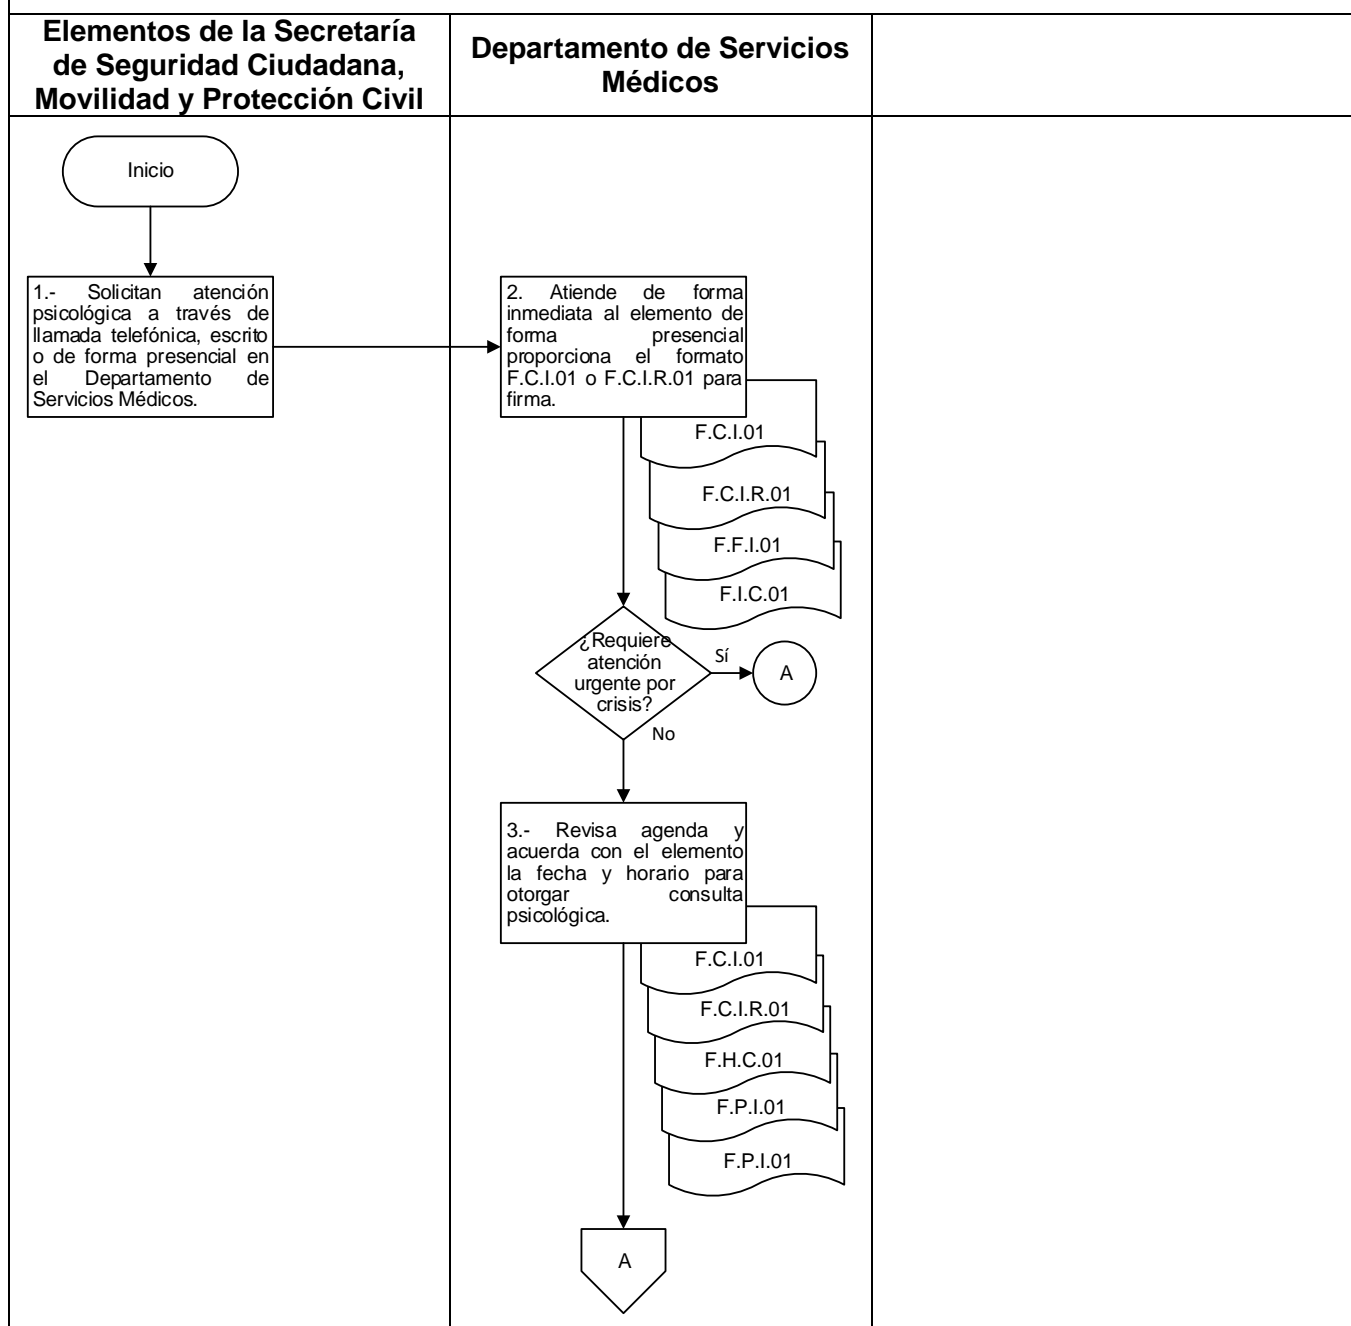 Elementos de la Secretaría
de Seguridad Ciudadana,
Movilidad y Protección Civil
Departamento de Servicios
Médicos
Inicio
1.- Solicitan atención
psicológica a través de
llamada telefónica, escrito
o de forma presencial en
el Departamento de
Servicios Médicos.
2. Atiende de forma
inmediata al elemento de
forma presencial
proporciona el formato
F.C.I.01 o F.C.I.R.01 para
firma.
F.C.I.01
F.C.I.R.01
F.F.I.01
F.I.C.01
¿Requiere
atención
urgente por
crisis?
Sí
A
No
3.- Revisa agenda y
acuerda con el elemento
la fecha y horario para
otorgar consulta
psicológica.
F.C.I.01
F.C.I.R.01
F.H.C.01
F.P.I.01
F.P.I.01
A